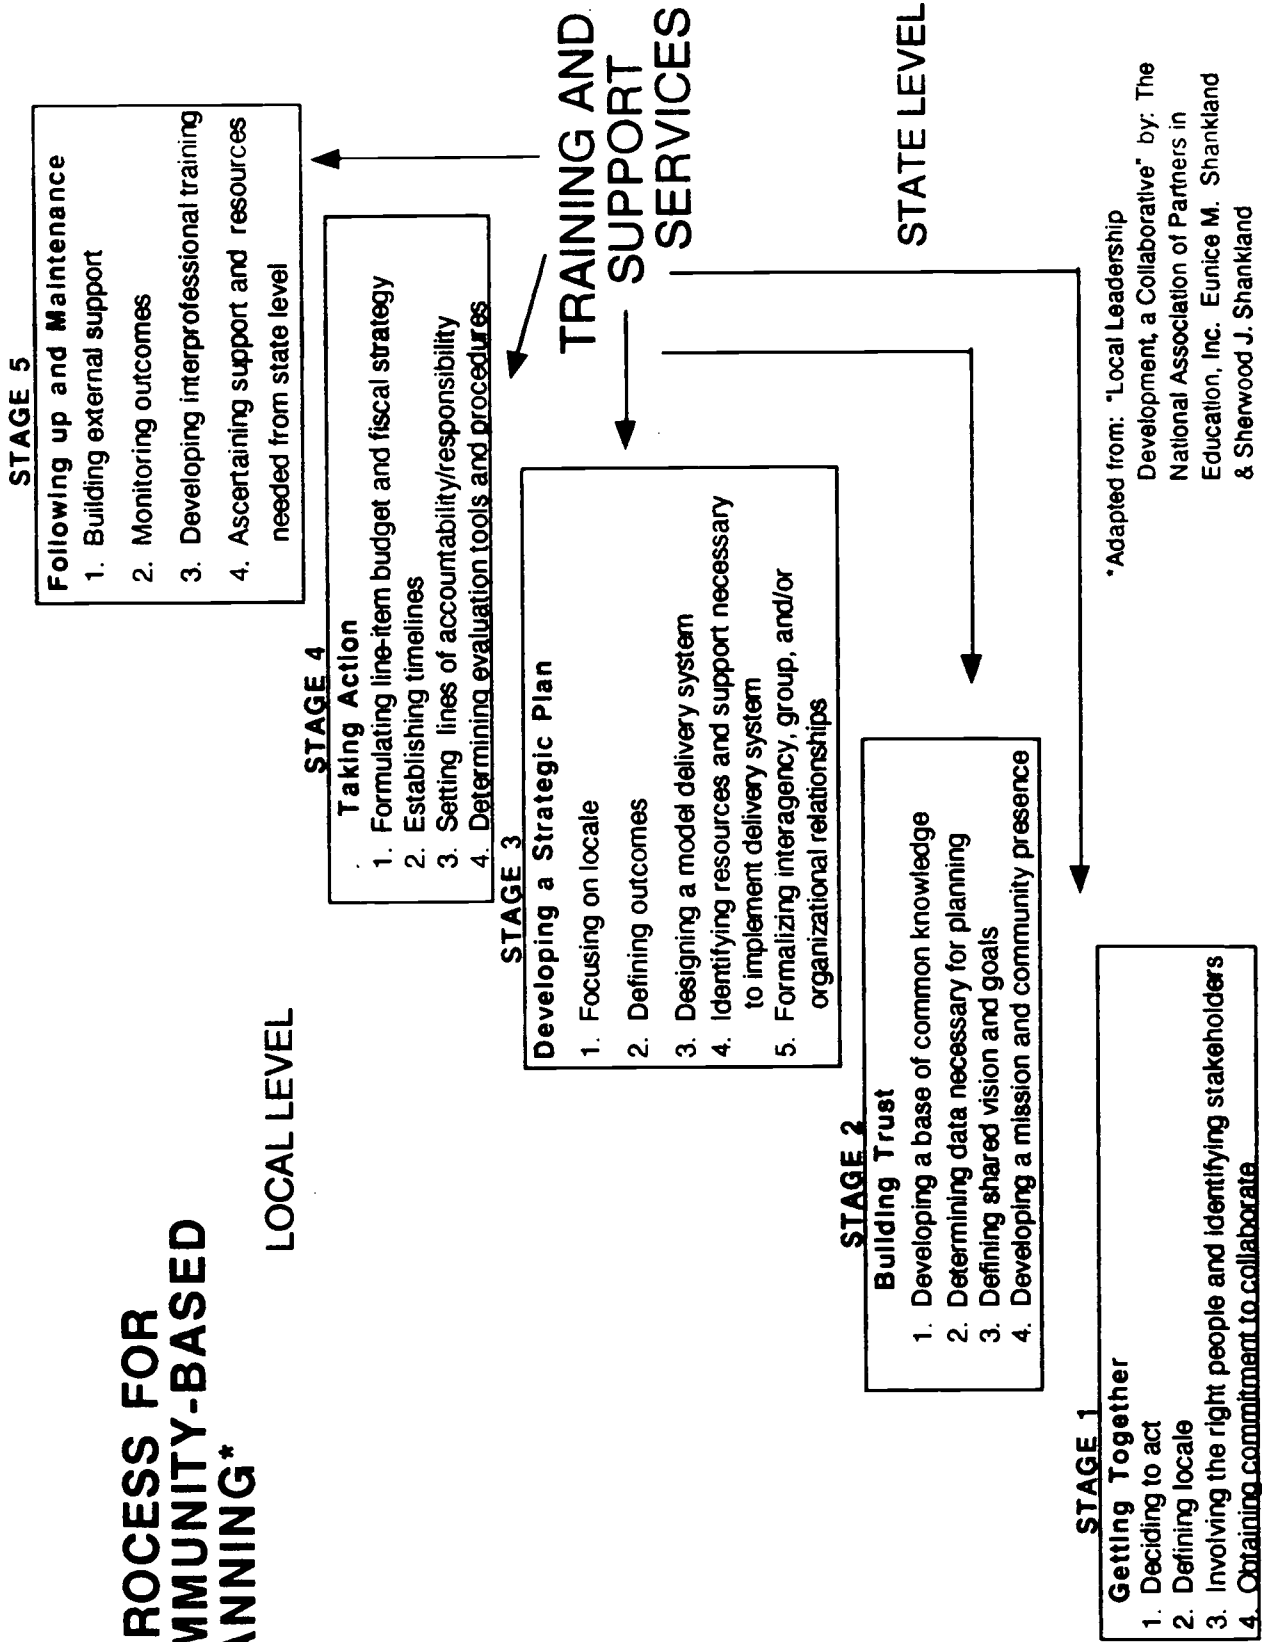 ROCESS FOR
MMUNITY-BASED
ANNING*
LOCAL LEVEL
STAGE 5
Following up and Maintenance
1. Building external support
2. Monitoring outcomes
3. Developing interprofessional training
4. Ascertaining support and resources
needed from state level
STAGE 4
Taking Action
1. Formulating line-item budget and fiscal strategy
2. Establishing timelines
3. Setting lines of accountability/responsibility
4. Determining evaluation tools and procedures
STAGE 3
Developing a Strategic Plan
1. Focusing on locale
2. Defining outcomes
3. Designing a model delivery system
4. Identifying resources and support necessary
to implement delivery system
5. Formalizing interagency, group, and/or
organizational relationships
STAGE 2
Building Trust
1. Developing a base of common knowledge
2. Determining data necessary for planning
3. Defining shared vision and goals
4. Developing a mission and community presence
STAGE 1
Getting Together
1. Deciding to act
2. Defining locale
3. Involving the right people and identifying stakeholders
4. Obtaining commitment to collaborate
TRAINING AND
SUPPORT
SERVICES
STATE LEVEL
*Adapted from: "Local Leadership
Development, a Collaborative" by: The
National Association of Partners in
Education, Inc. Eunice M. Shankland
& Sherwood J. Shankland